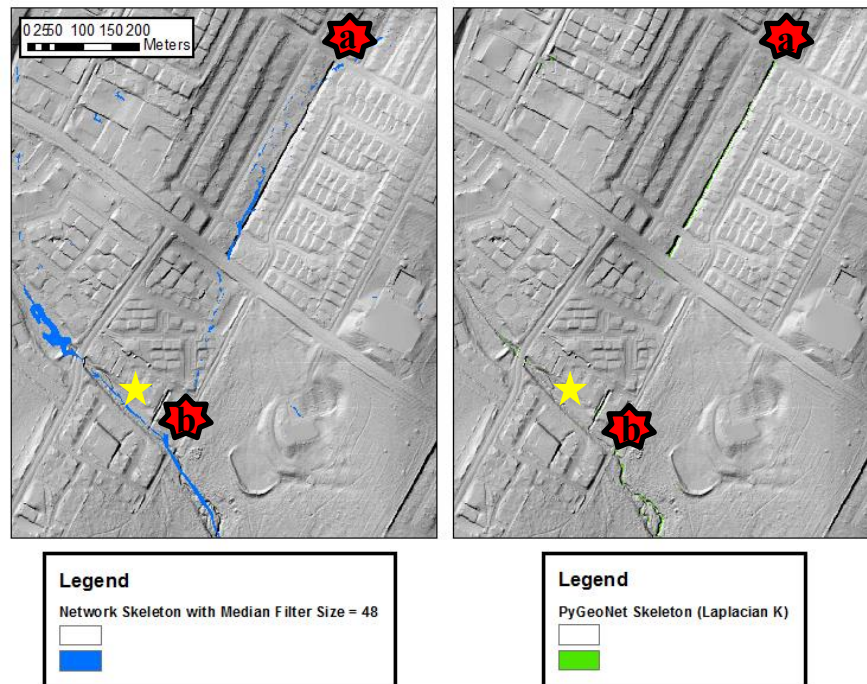 0 25 50 100 150 200
Meters
a
a
b
b
Legend
Network Skeleton with Median Filter Size = 48
Legend
PyGeoNet Skeleton (Laplacian K)